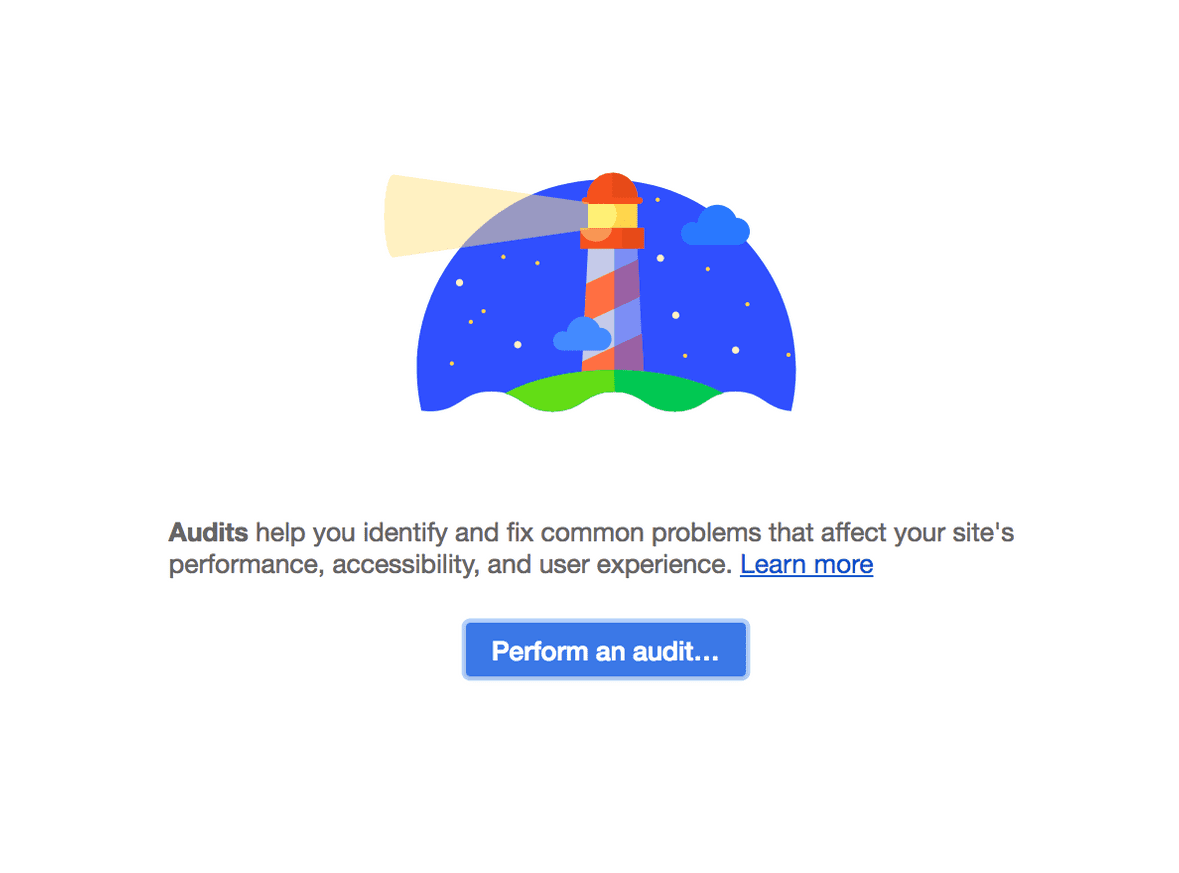 Audits help you identify and fix common problems that affect your site's
performance, accessibility, and user experience. Learn more
Perform an audit...